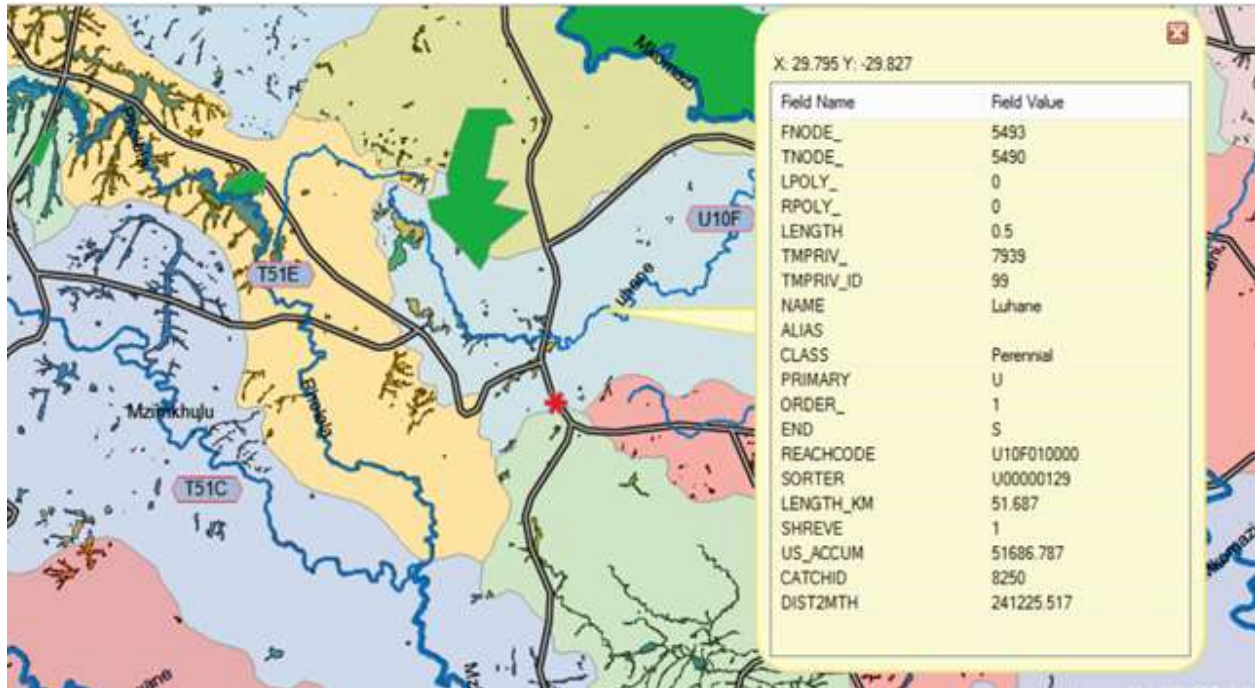 X: 29.795 Y: -29.827
Field Name Field Value
FNODE_ 5493
TNODE_ 5490
LPOLY_ 0
RPOLY_ 0
LENGTH 0.5
TMPRIV_ 7939
TMPRIV_ID 99
NAME Luhane
ALIAS
CLASS Perennial
PRIMARY U
ORDER_ 1
END S
REACHCODE U10F010000
SORTER U00000129
LENGTH_KM 51.687
SHREVE 1
US_ACCUM 51686.787
CATCHID 8250
DIST2MTH 241225.517
U10F
T51E
Mzimkhulu
T51C